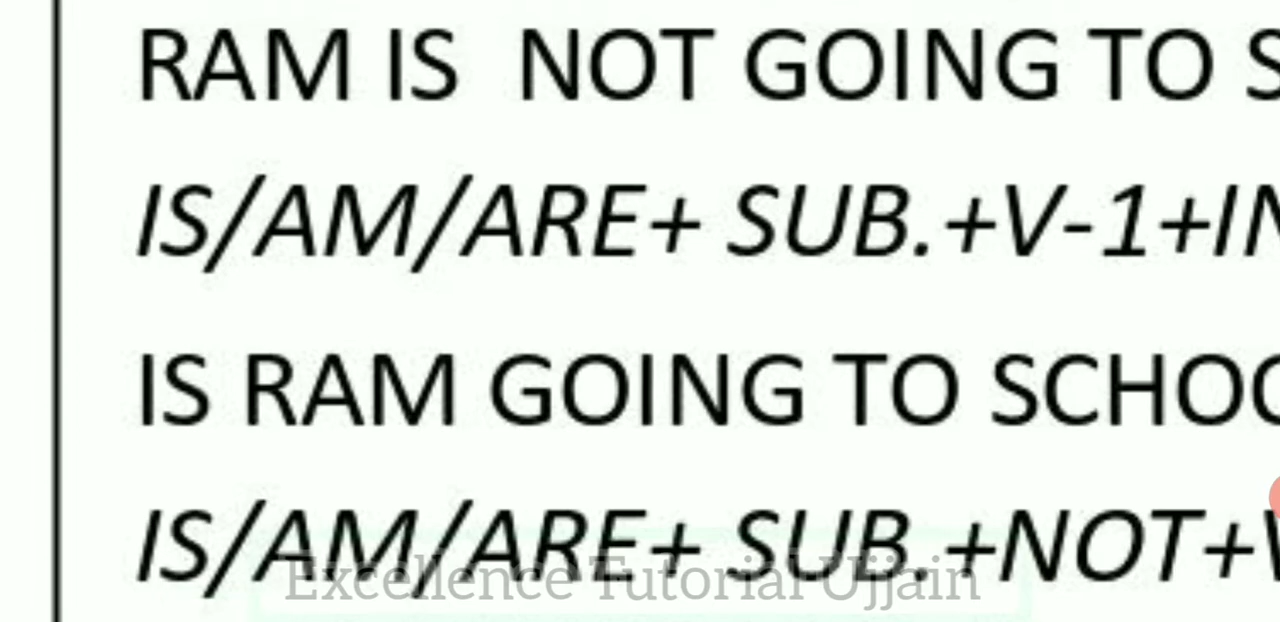 RAM IS NOT GOING TO
IS/AM/ARE+ SUB.+V-1+
IS RAM GOING TO
IS/AM/ARE+ SUB.+NOT+
Excellence Tutorial Ujjain